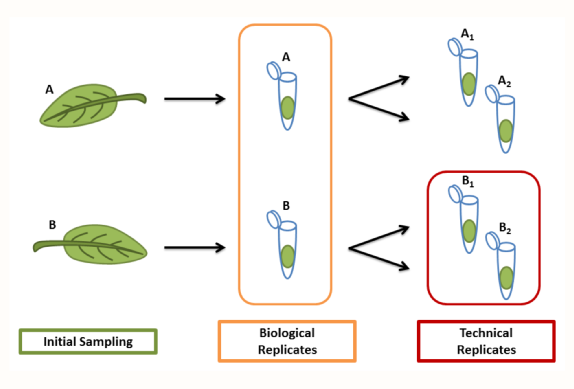 A
A
A1
A2
B
B
B1
B2
Initial Sampling
Biological
Replicates
Technical
Replicates